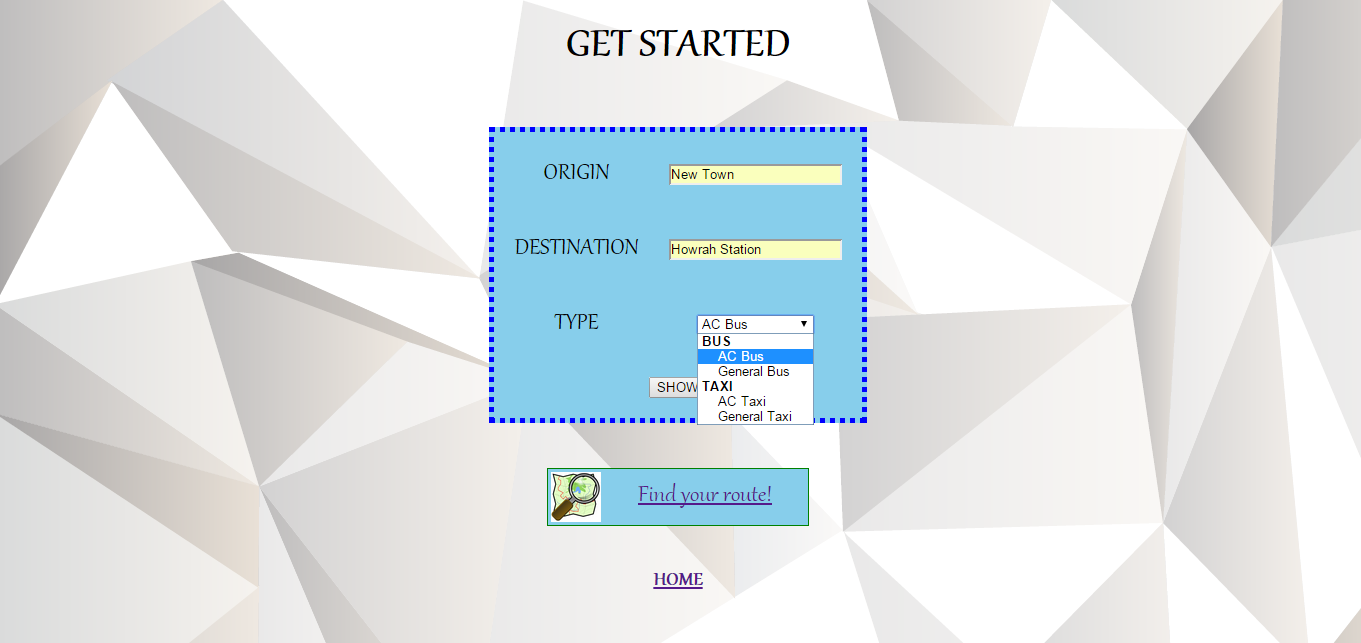 GET STARTED
ORIGIN New Town
DESTINATION Howrah Station
TYPE AC Bus ▼
BUS
AC Bus
General Bus
SHOW
TAXI
AC Taxi
General Taxi
Find your route!
HOME